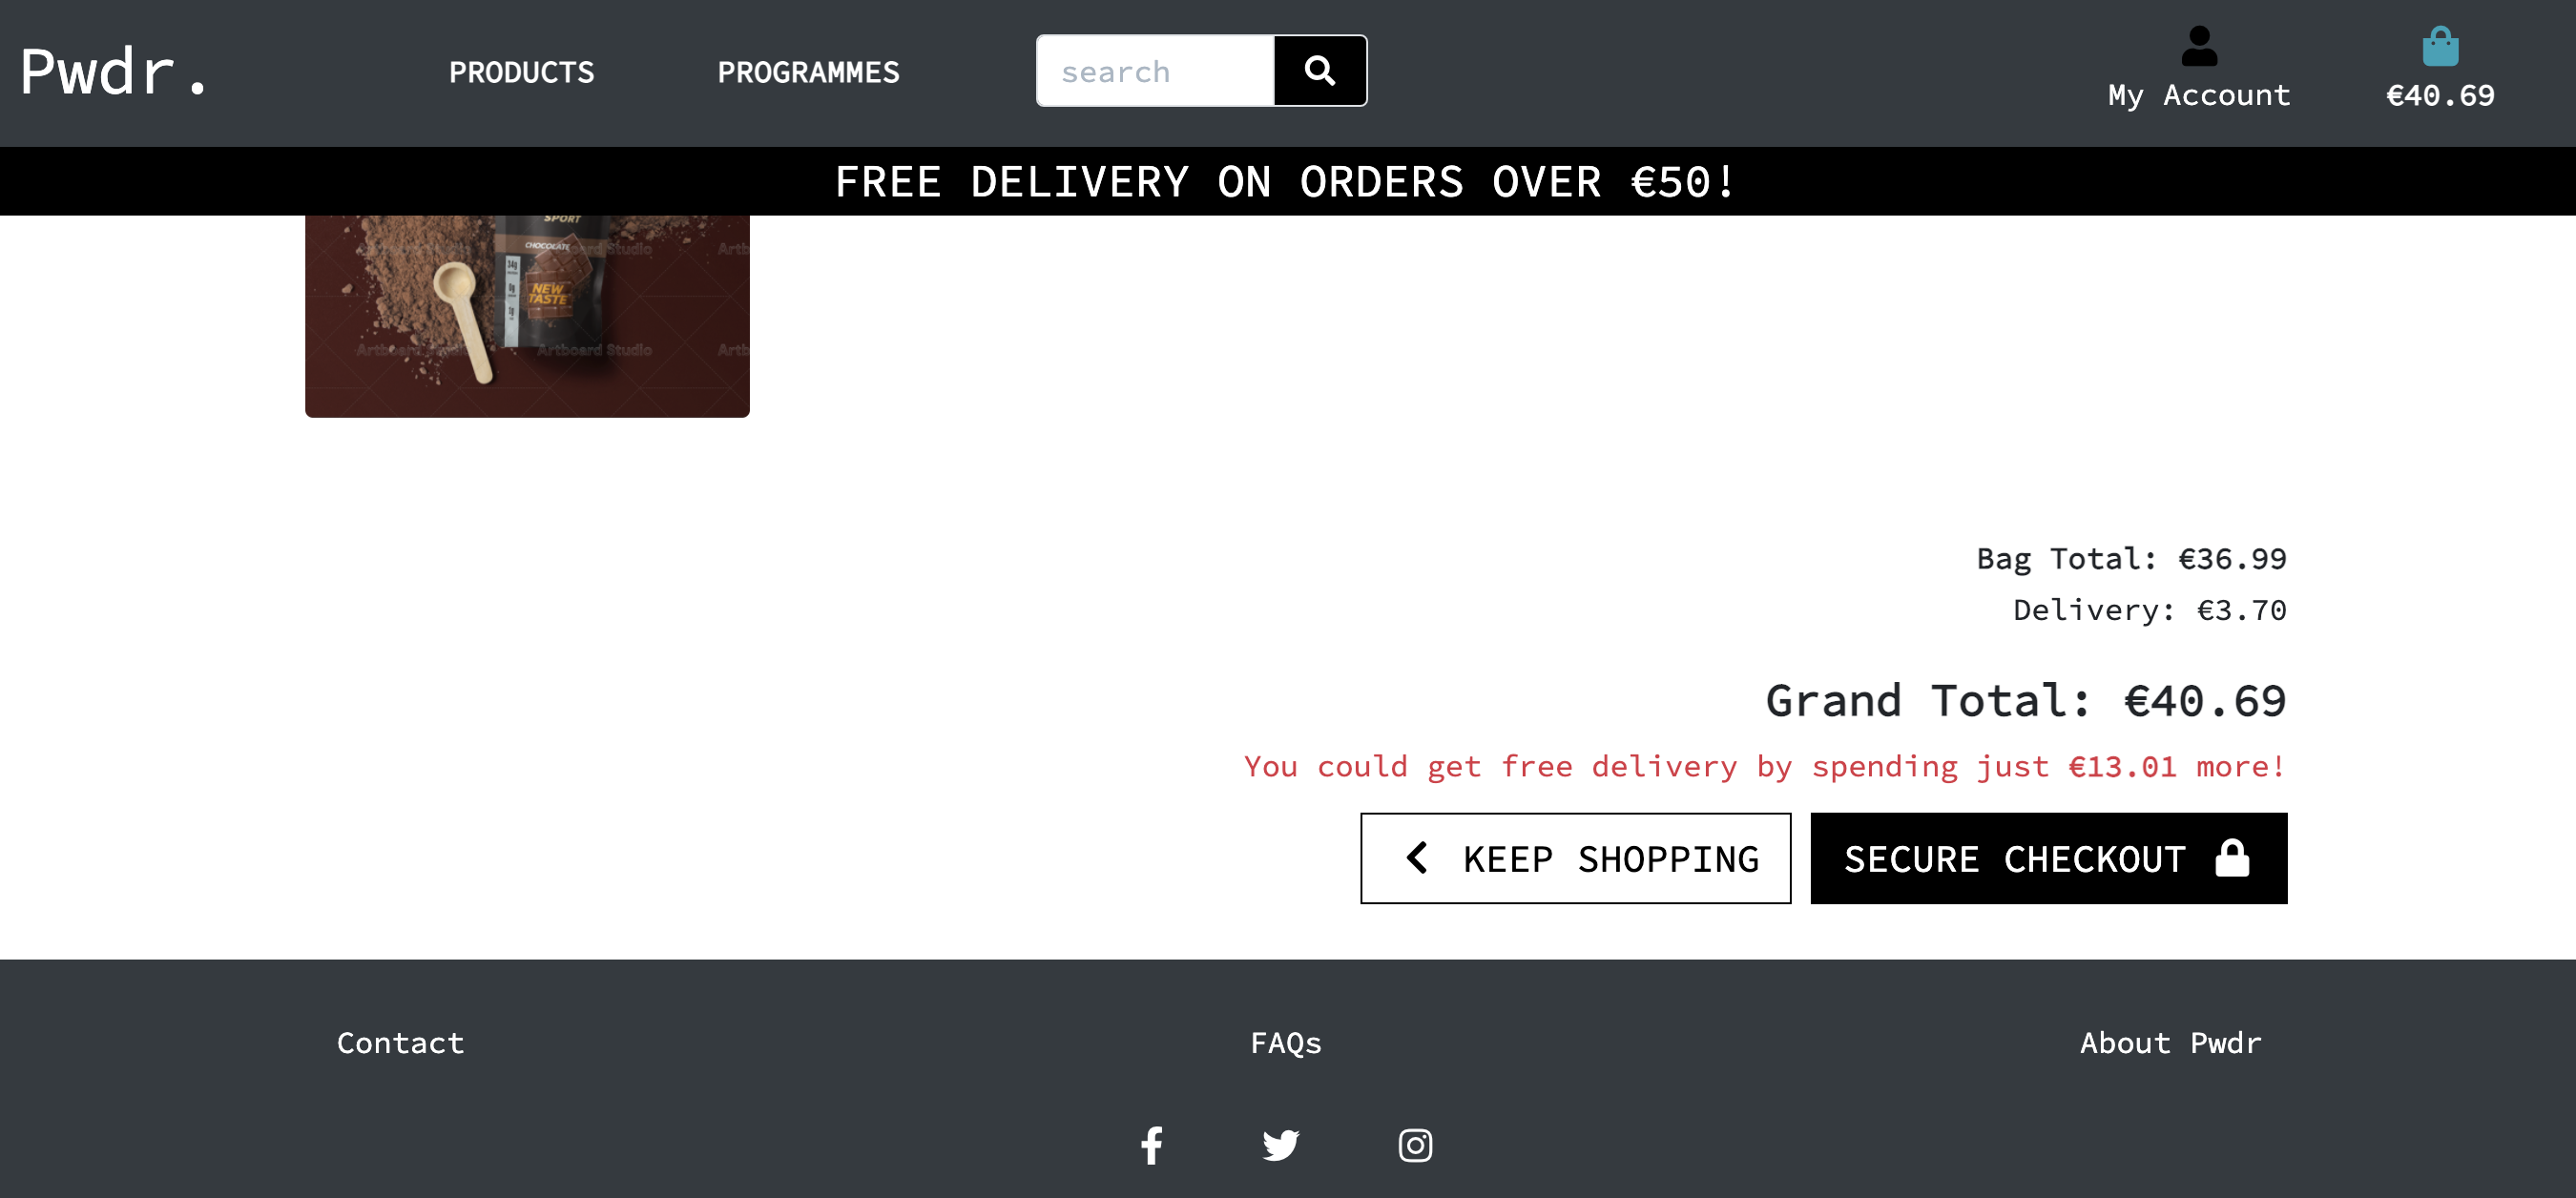 Pwdr.
PRODUCTS
PROGRAMMES
search
My Account
€40.69
FREE DELIVERY ON ORDERS OVER €50!
SPORT
CHOCOLATE
NEW
TASTE
Artboard Studio
Bag Total: €36.99
Delivery: €3.70
Grand Total: €40.69
You could get free delivery by spending just €13.01 more!
KEEP SHOPPING
SECURE CHECKOUT
Contact
FAQs
About Pwdr